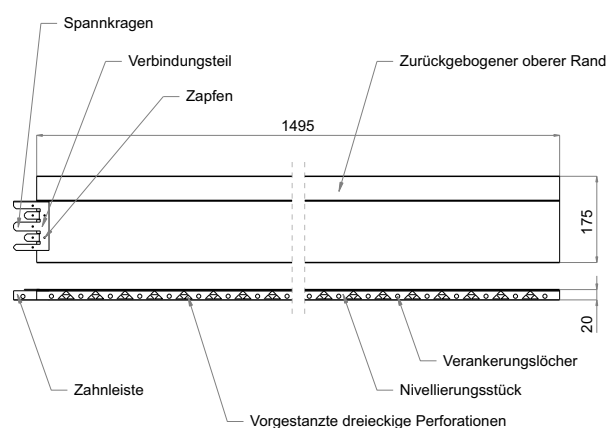 Spannkragen
Verbindungsteil
Zurückgebogener oberer Rand
Zapfen
1495
175
20
Verankerungslöcher
Zahnleiste
Nivellierungsstück
Vorgestanzte dreieckige Perforationen